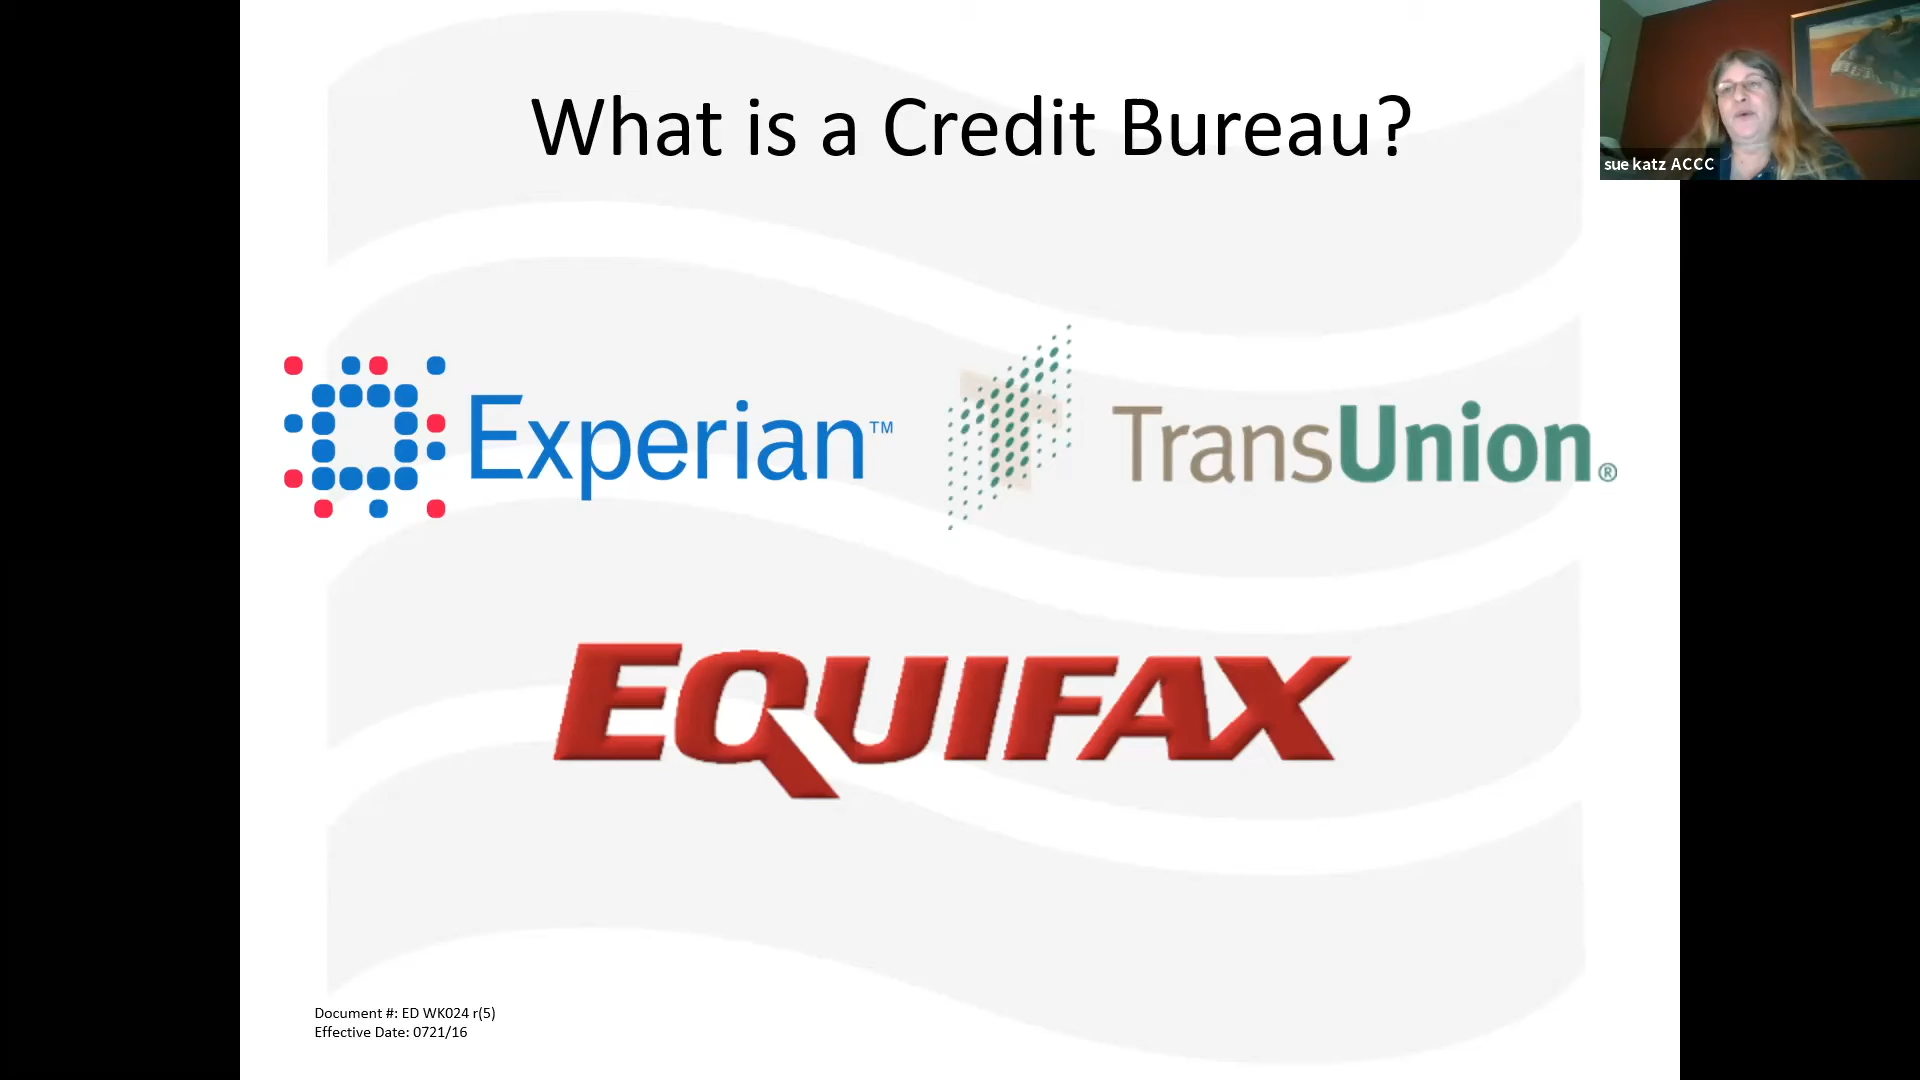 What is a Credit Bureau?
sue katz ACCC
Experian™
TransUnion®
EQUIFAX
Document #: ED WK024 r(5)
Effective Date: 0721/16